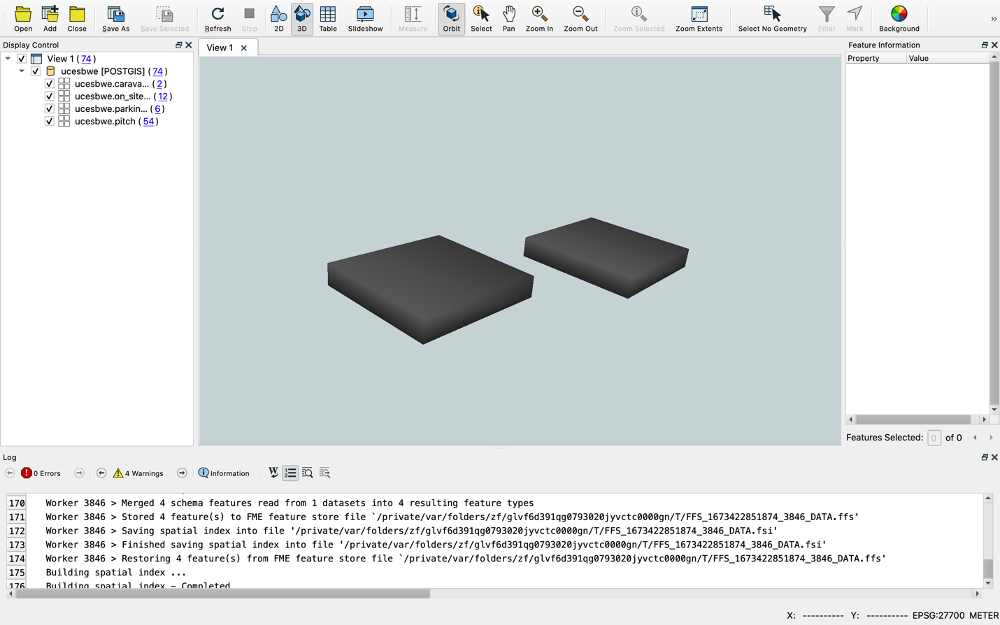 Open Add Close Save As Save Selected Refresh Stop 2D 3D Table Slideshow Measure Orbit Select Pan Zoom In Zoom Out Zoom Selected Zoom Extents Select No Geometry Filter Mark Background »
Display Control
View 1 (74)
ucesbwe [POSTGIS] (74)
ucesbwe.carava... (2)
ucesbwe.on_site... (12)
ucesbwe.parkin... (6)
ucesbwe.pitch (54)
View 1
Feature Information
Property Value
Features Selected: 0 of 0
Log
0 Errors 4 Warnings Information
170 Worker 3846 > Merged 4 schema features read from 1 datasets into 4 resulting feature types
171 Worker 3846 > Stored 4 feature(s) to FME feature store file `/private/var/folders/zf/glvf6d391qg0793020jyvctc0000gn/T/FFS_1673422851874_3846_DATA.ffs'
172 Worker 3846 > Saving spatial index into file '/private/var/folders/zf/glvf6d391qg0793020jyvctc0000gn/T/FFS_1673422851874_3846_DATA.fsi'
173 Worker 3846 > Finished saving spatial index into file '/private/var/folders/zf/glvf6d391qg0793020jyvctc0000gn/T/FFS_1673422851874_3846_DATA.fsi'
174 Worker 3846 > Restoring 4 feature(s) from FME feature store file `/private/var/folders/zf/glvf6d391qg0793020jyvctc0000gn/T/FFS_1673422851874_3846_DATA.ffs'
175 Building spatial index ...
176 Building spatial index – Completed
X: ---------- Y: ---------- EPSG:27700 METER